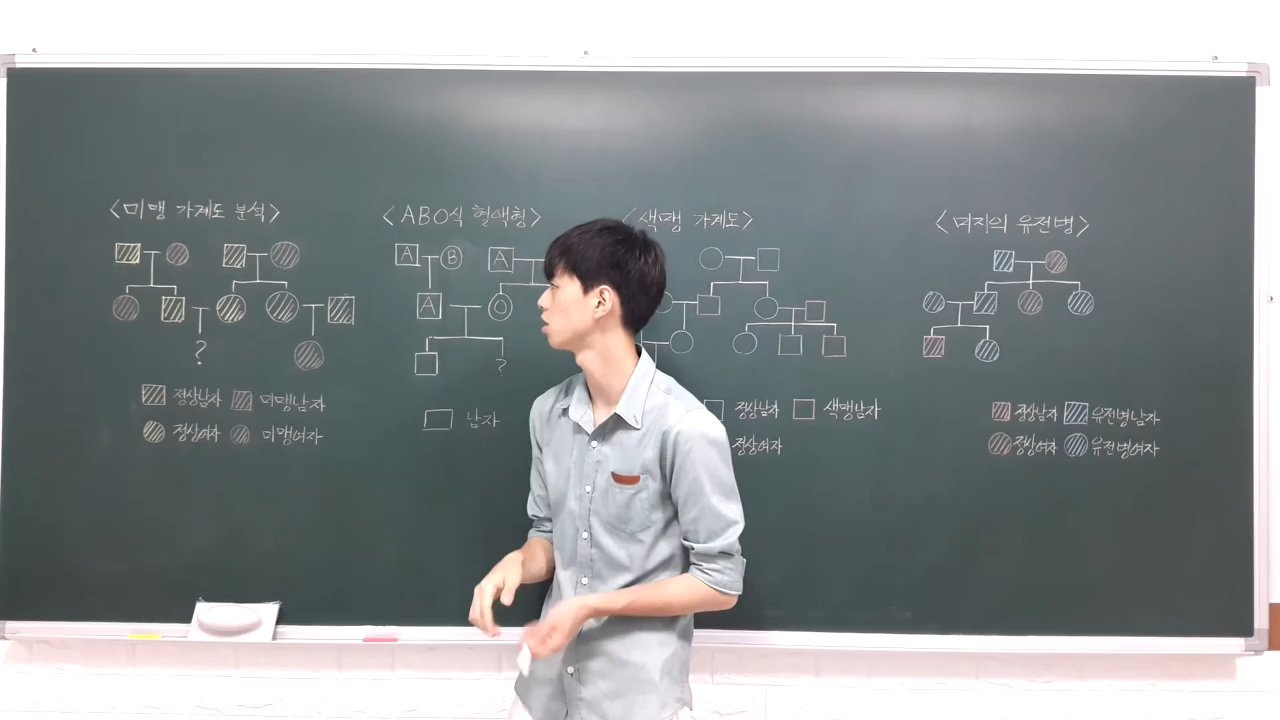 <미맹 가계도 분석>
?
정상남자 미맹남자
정상여자 미맹여자
<ABO식 혈액형>
A B A
A O
?
남자
<색맹 가계도>
정상남자 색맹남자
정상여자
<미지의 유전병>
정상남자 유전병남자
정상여자 유전병여자